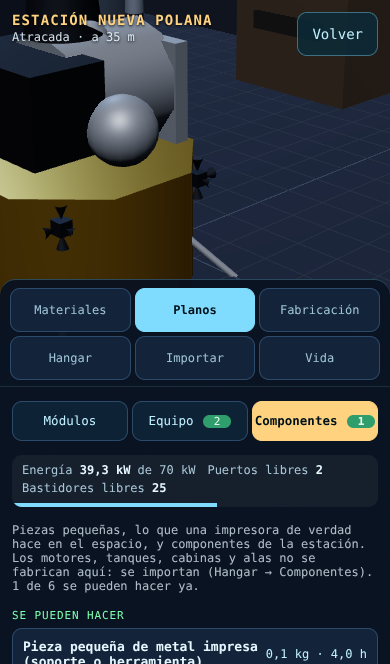 ESTACIÓN NUEVA POLANA
Atracada · a 35 m
Volver
Materiales
Planos
Fabricación
Hangar
Importar
Vida
Módulos
Equipo 2
Componentes 1
Energía 39,3 kW de 70 kW Puertos libres 2
Bastidores libres 25
Piezas pequeñas, lo que una impresora de verdad
hace en el espacio, y componentes de la estación.
Los motores, tanques, cabinas y alas no se
fabrican aquí: se importan (Hangar → Componentes).
1 de 6 se pueden hacer ya.
SE PUEDEN HACER
Pieza pequeña de metal impresa 0,1 kg · 4,0 h
(soporte o herramienta)